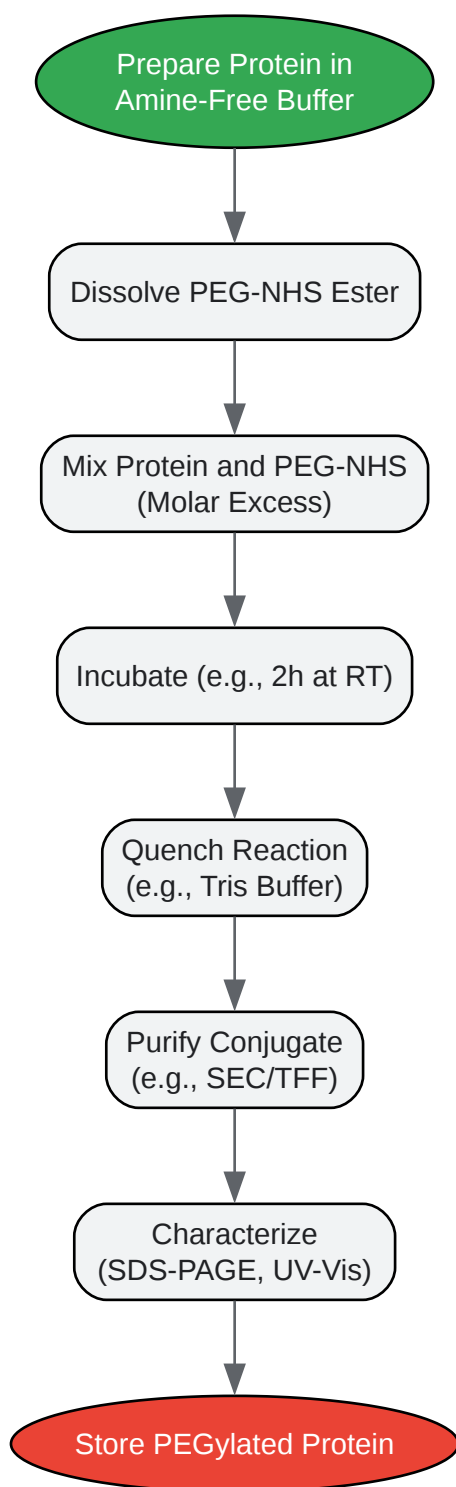 Prepare Protein in
Amine-Free Buffer
Dissolve PEG-NHS Ester
Mix Protein and PEG-NHS
(Molar Excess)
Incubate (e.g., 2h at RT)
Quench Reaction
(e.g., Tris Buffer)
Purify Conjugate
(e.g., SEC/TFF)
Characterize
(SDS-PAGE, UV-Vis)
Store PEGylated Protein